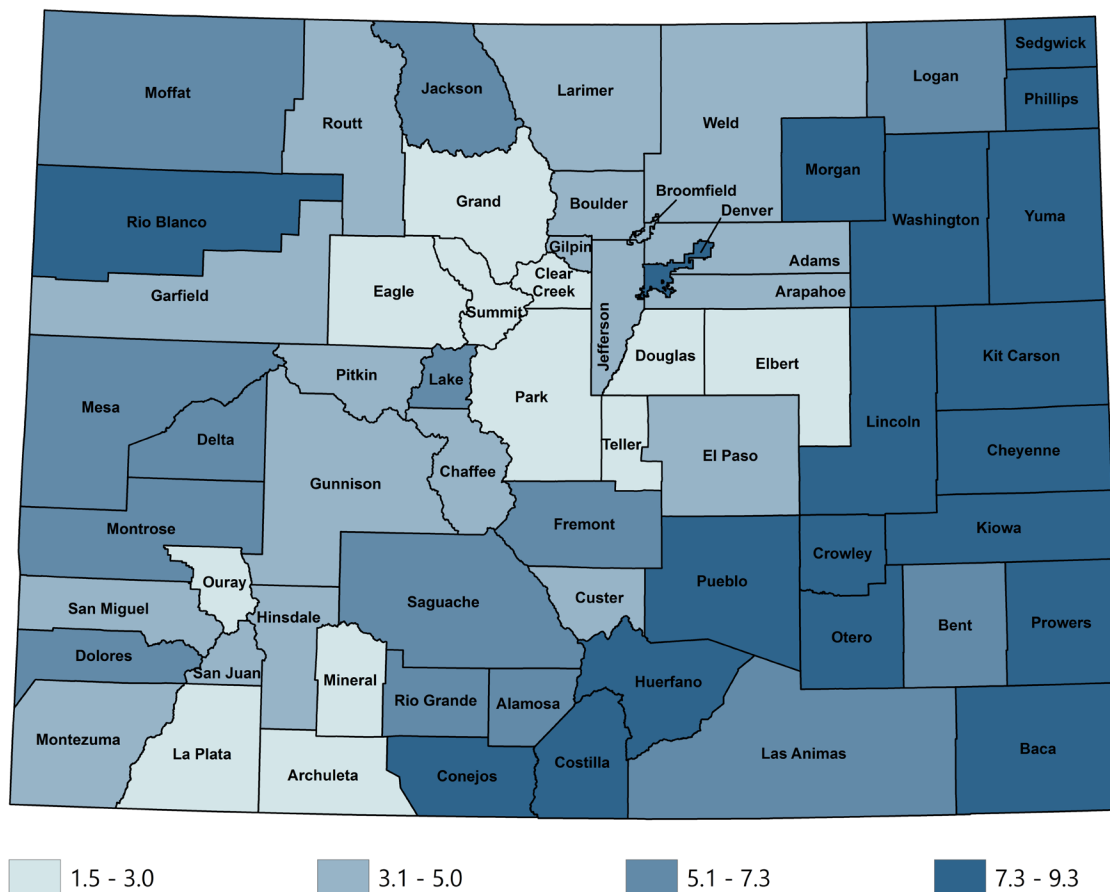 Sedgwick
Moffat
Jackson
Larimer
Logan
Phillips
Routt
Weld
Morgan
Rio Blanco
Grand
Boulder
Broomfield
Denver
Washington
Yuma
Gilpin
Garfield
Eagle
Clear
Creek
Adams
Arapahoe
Summit
Jefferson
Douglas
Elbert
Kit Carson
Pitkin
Lake
Park
Mesa
Lincoln
Delta
Teller
Cheyenne
Gunnison
Chaffee
El Paso
Montrose
Fremont
Kiowa
Crowley
Ouray
Pueblo
San Miguel
Hinsdale
Saguache
Custer
Otero
Bent
Prowers
Dolores
San Juan
Mineral
Rio Grande
Alamosa
Huerfano
Montezuma
La Plata
Archuleta
Conejos
Costilla
Las Animas
Baca
1.5 - 3.0
3.1 - 5.0
5.1 - 7.3
7.3 - 9.3